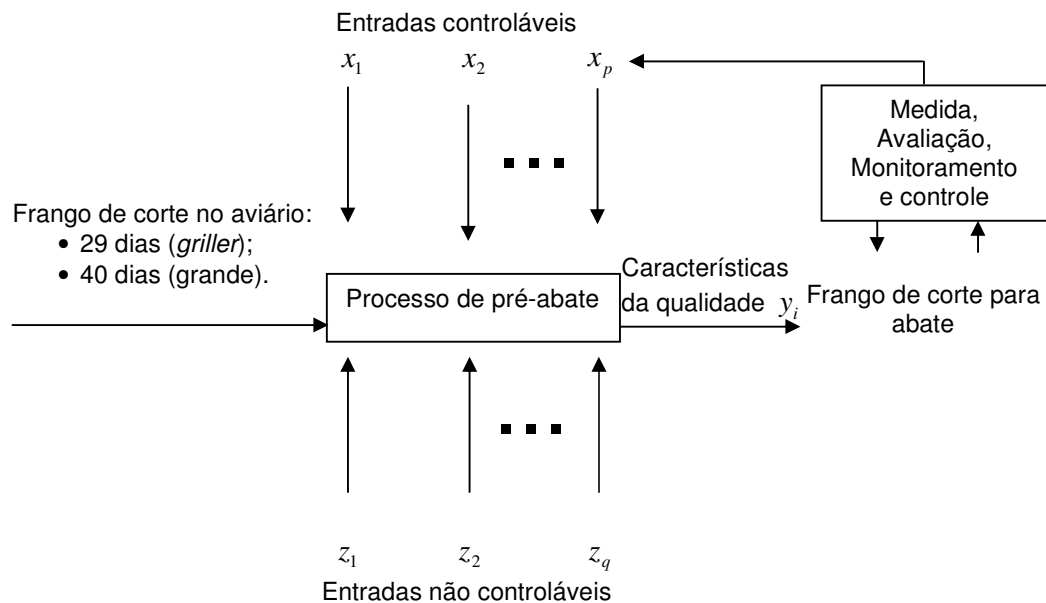 Entradas controláveis
x₁ x₂ xₚ
Medida,
Avaliação,
Monitoramento
e controle
Frango de corte no aviário:
• 29 dias (griller);
• 40 dias (grande).
Processo de pré-abate
Características
da qualidade yᵢ
Frango de corte para
abate
z₁ z₂ z_q
Entradas não controláveis